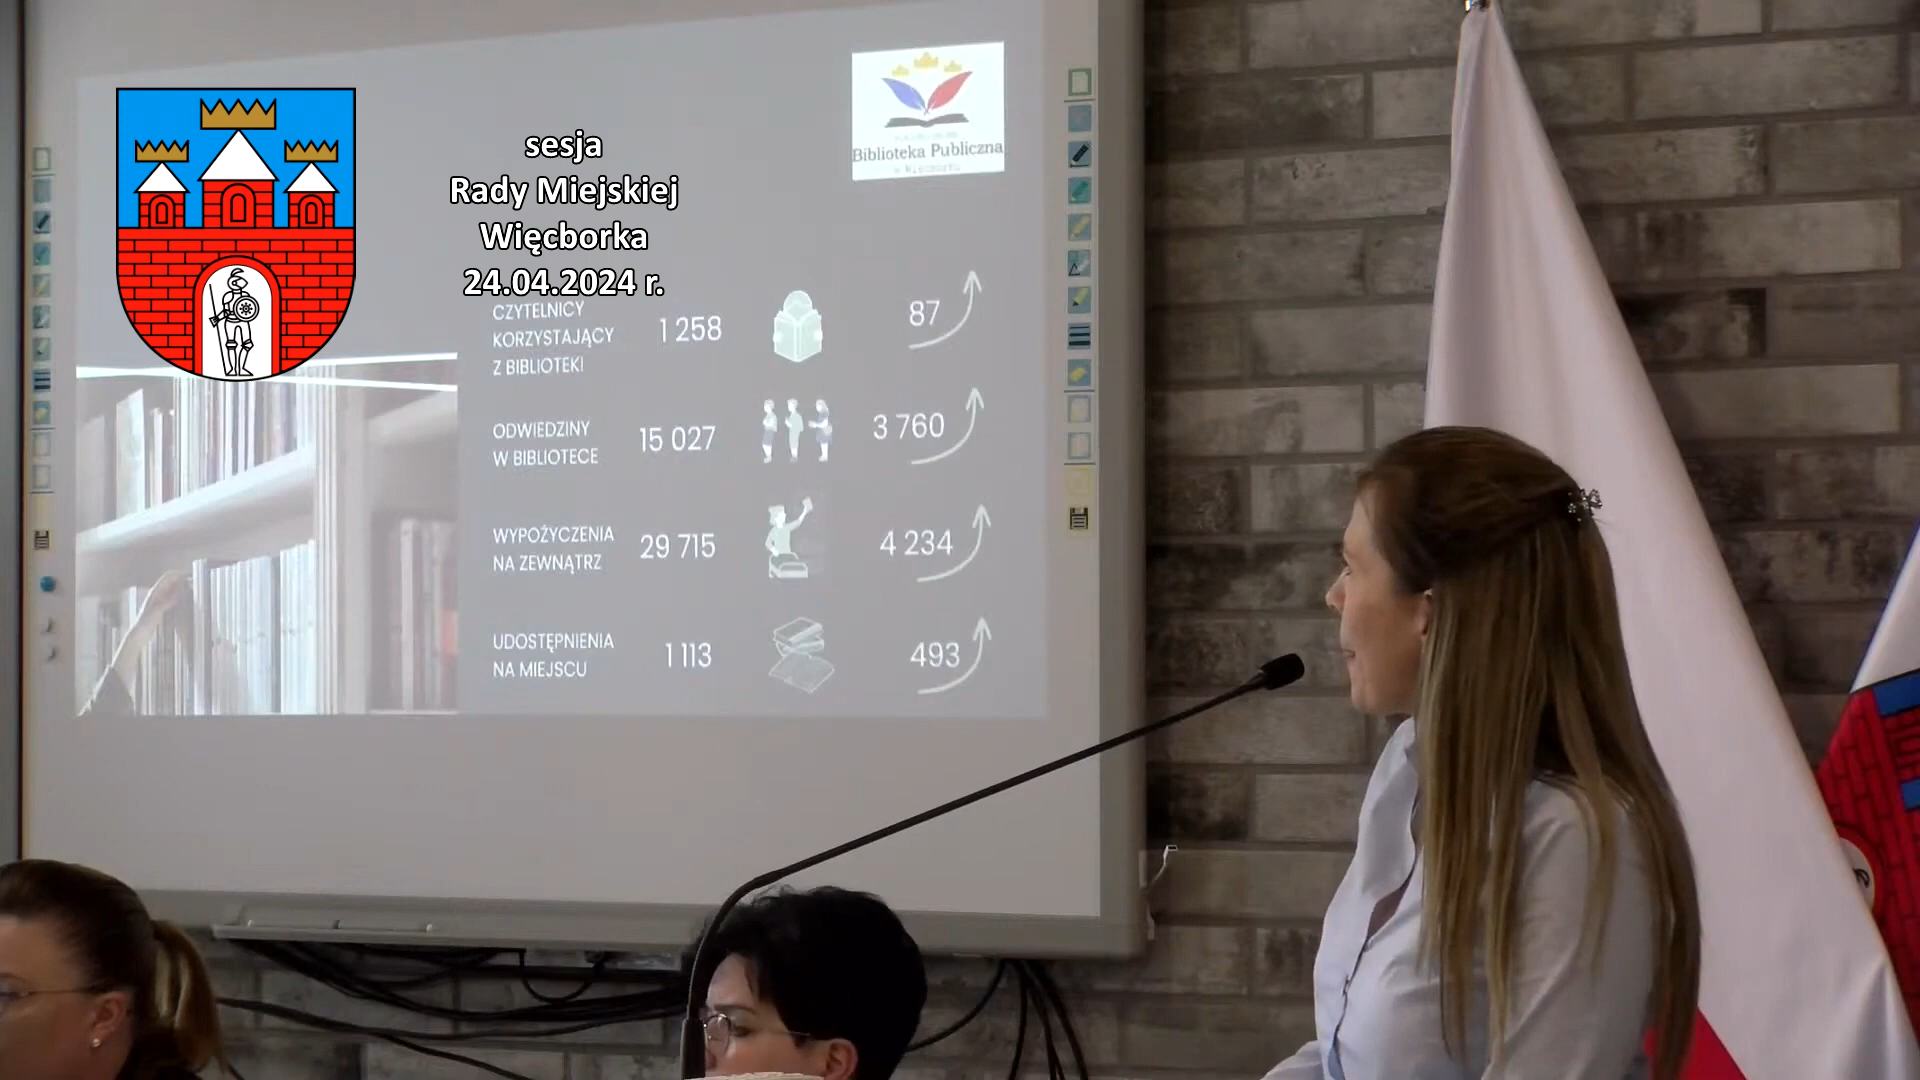 sesja
Rady Miejskiej
Więcborka
24.04.2024 r.
Biblioteka Publiczna
w Więcborku
CZYTELNICY
KORZYSTAJĄCY
Z BIBLIOTEKI
1 258
87
ODWIEDZINY
W BIBLIOTECE
15 027
3 760
WYPOŻYCZENIA
NA ZEWNĄTRZ
29 715
4 234
UDOSTĘPNIENIA
NA MIEJSCU
1 113
493